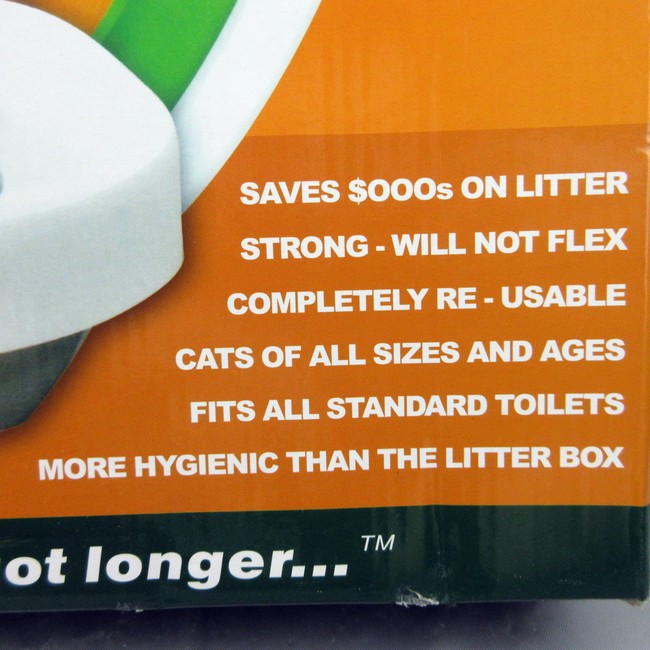 SAVES $OOOs ON LITTER
STRONG - WILL NOT FLEX
COMPLETELY RE - USABLE
CATS OF ALL SIZES AND AGES
FITS ALL STANDARD TOILETS
MORE HYGIENIC THAN THE LITTER BOX
longer... TM